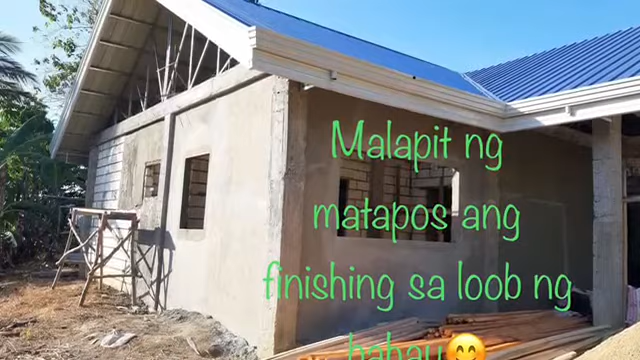 Malapit ng
matapos ang
finishing sa loob ng
bahay😊